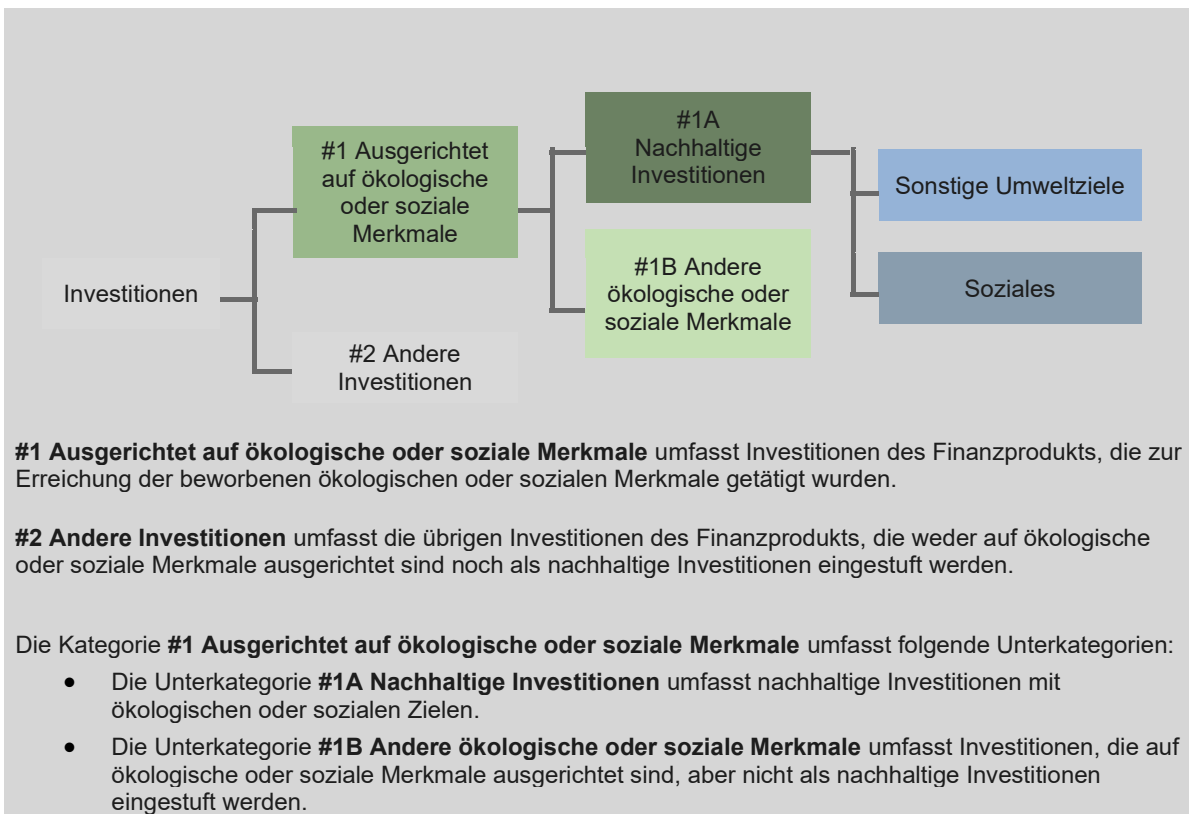 #1 Ausgerichtet
auf ökologische
oder soziale
Merkmale
#1A
Nachhaltige
Investitionen
Sonstige Umweltziele
Investitionen
#1B Andere
ökologische oder
soziale Merkmale
Soziales
#2 Andere
Investitionen
#1 Ausgerichtet auf ökologische oder soziale Merkmale umfasst Investitionen des Finanzprodukts, die zur
Erreichung der beworbenen ökologischen oder sozialen Merkmale getätigt wurden.
#2 Andere Investitionen umfasst die übrigen Investitionen des Finanzprodukts, die weder auf ökologische
oder soziale Merkmale ausgerichtet sind noch als nachhaltige Investitionen eingestuft werden.
Die Kategorie #1 Ausgerichtet auf ökologische oder soziale Merkmale umfasst folgende Unterkategorien:
• Die Unterkategorie #1A Nachhaltige Investitionen umfasst nachhaltige Investitionen mit
ökologischen oder sozialen Zielen.
• Die Unterkategorie #1B Andere ökologische oder soziale Merkmale umfasst Investitionen, die auf
ökologische oder soziale Merkmale ausgerichtet sind, aber nicht als nachhaltige Investitionen
eingestuft werden.